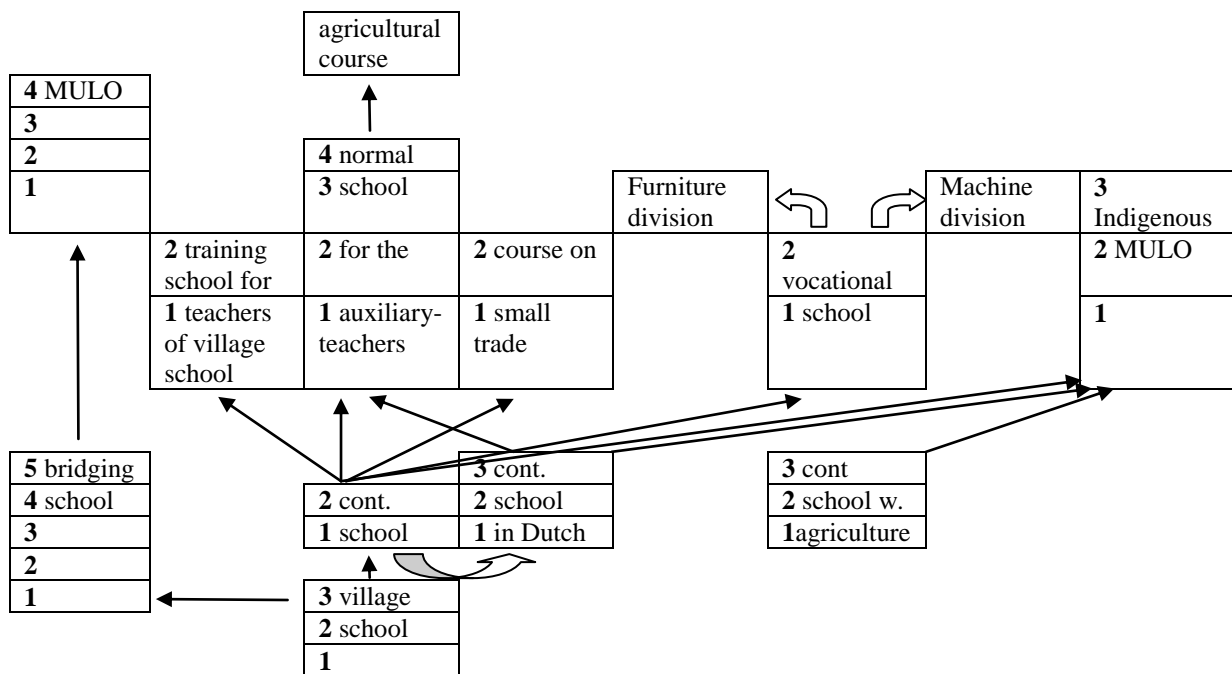 agricultural
course
4 MULO
3
2
1
4 normal
3 school
Furniture
division
Machine
division
3
Indigenous
2 training
school for
1 teachers
of village
school
2 for the
1 auxiliary-
teachers
2 course on
1 small
trade
2
vocational
1 school
2 MULO
1
5 bridging
4 school
3
2
1
2 cont.
1 school
3 cont.
2 school
1 in Dutch
3 cont
2 school w.
1agriculture
3 village
2 school
1